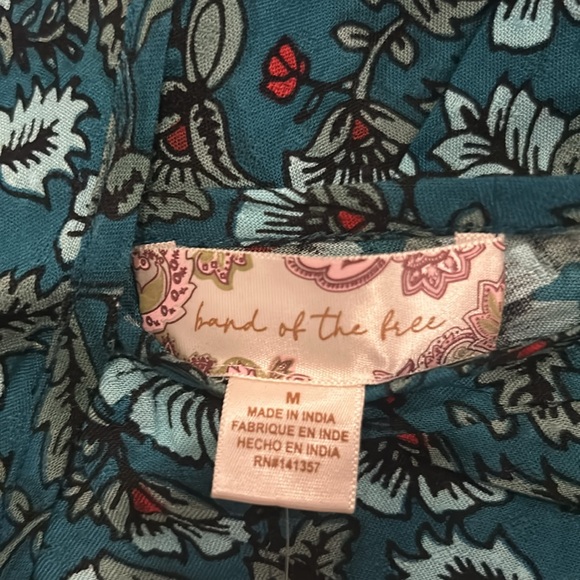 band of the free
M
MADE IN INDIA
FABRIQUE EN INDE
HECHO EN INDIA
RN#141357